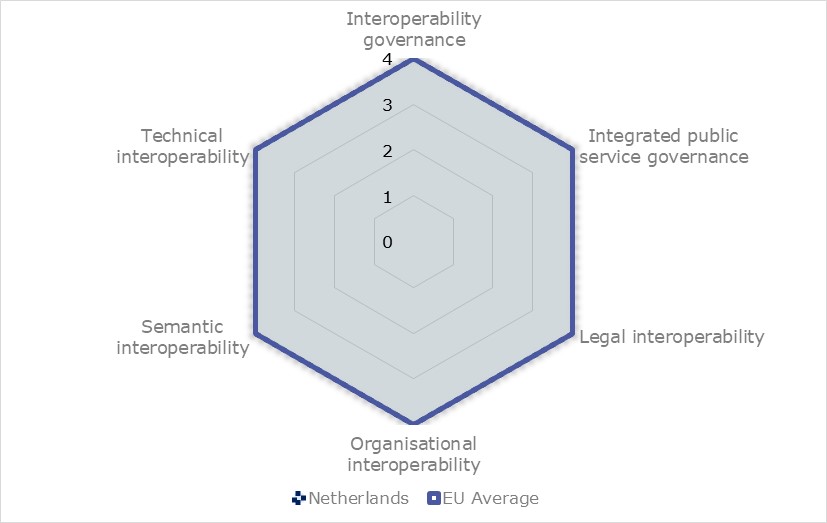 Interoperability
governance
4
3
2
1
0
Technical
interoperability
Integrated public
service governance
Semantic
interoperability
Legal interoperability
Organisational
interoperability
Netherlands
EU Average